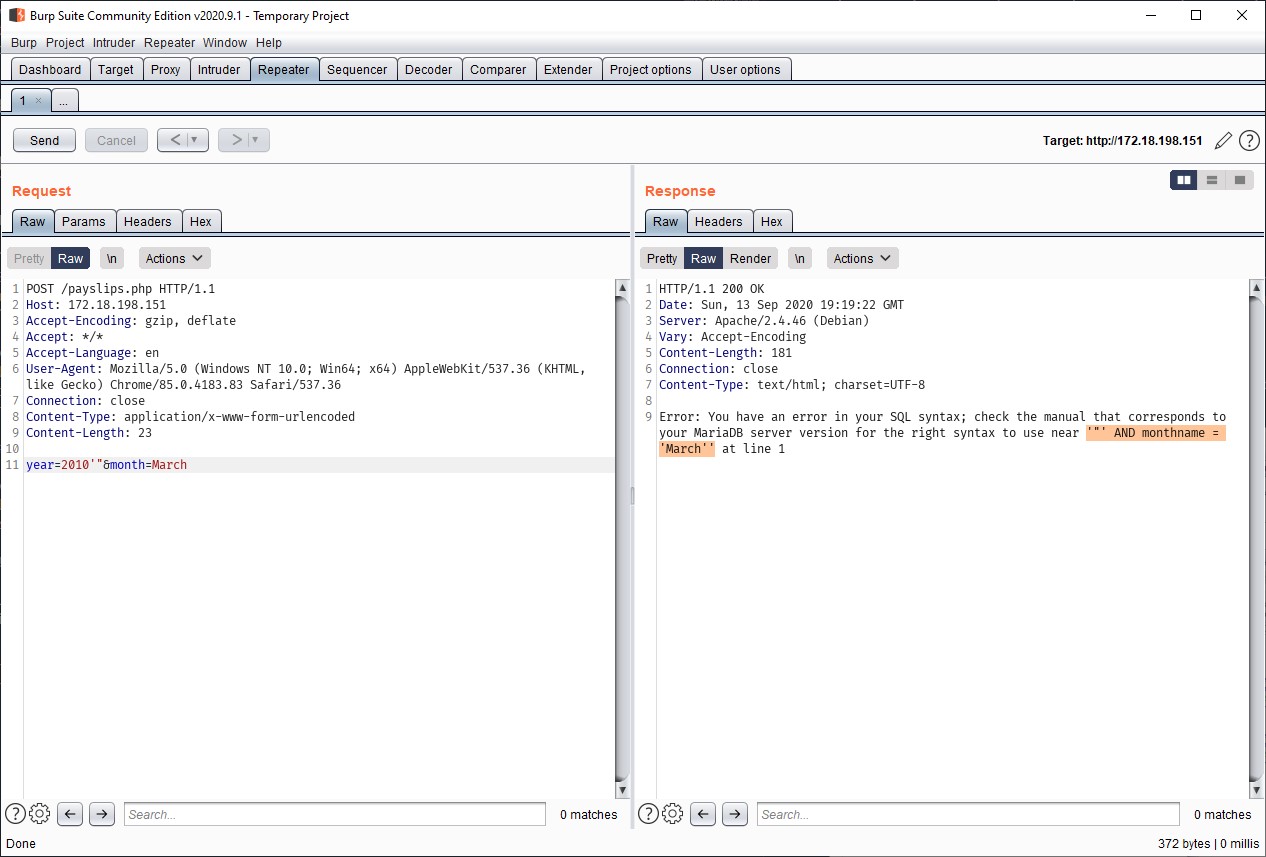 Burp Suite Community Edition v2020.9.1 - Temporary Project
Burp Project Intruder Repeater Window Help
Dashboard Target Proxy Intruder Repeater Sequencer Decoder Comparer Extender Project options User options
1 × ...
Send Cancel < | ▼ > | ▼ Target: http://172.18.198.151 ?
Request
Raw Params Headers Hex
Pretty Raw \n Actions
1 POST /payslips.php HTTP/1.1
2 Host: 172.18.198.151
3 Accept-Encoding: gzip, deflate
4 Accept: */*
5 Accept-Language: en
6 User-Agent: Mozilla/5.0 (Windows NT 10.0; Win64; x64) AppleWebKit/537.36 (KHTML,
like Gecko) Chrome/85.0.4183.83 Safari/537.36
7 Connection: close
8 Content-Type: application/x-www-form-urlencoded
9 Content-Length: 23
10
11 year=2010'"&month=March
? Search... 0 matches
Response
Raw Headers Hex
Pretty Raw Render \n Actions
1 HTTP/1.1 200 OK
2 Date: Sun, 13 Sep 2020 19:19:22 GMT
3 Server: Apache/2.4.46 (Debian)
4 Vary: Accept-Encoding
5 Content-Length: 181
6 Connection: close
7 Content-Type: text/html; charset=UTF-8
8
9 Error: You have an error in your SQL syntax; check the manual that corresponds to
your MariaDB server version for the right syntax to use near '"' AND monthname =
'March'' at line 1
? Search... 0 matches
Done 372 bytes | 0 millis